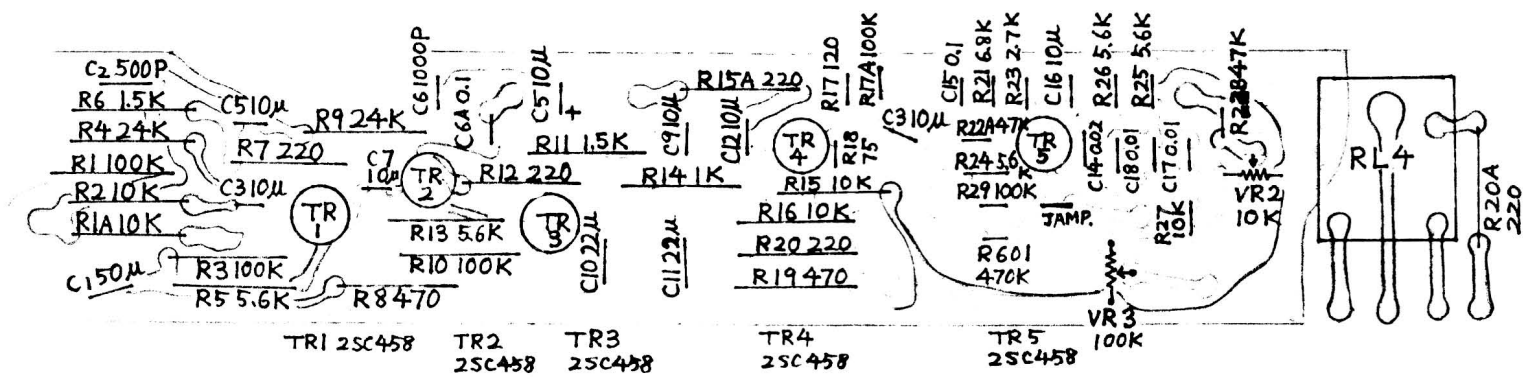 C2 500P
R6 1.5K
R4 24K
R1 100K
R2 10K
R1A 10K
C1 50μ
C5 10μ
R9 24K
R7 220
C3 10μ
TR 1
R3 100K
R5 5.6K
R8 470
C6 1000P
C6A 0.1
C7 10μ
TR 2
R13 5.6K
R10 100K
C5 10μ
+
R11 1.5K
R12 220
TR 3
C10 22μ
R15A 220
C9 10μ
C12 10μ
R14 1K
C11 22μ
TR 4
R17 120
R17A 100K
R18 75
C3 10μ
R15 10K
R16 10K
R20 220
R19 470
C15 0.1
R21 6.8K
R23 2.7K
C16 10μ
R26 5.6K
R25 5.6K
R22A 47K
R24 5.6K
R29 100K
TR 5
C14 0.02
C18 0.01
C17 0.01
JAMP.
R27 10K
R601 470K
VR3 100K
47K
VR2 10K
RL4
R20A 220
TR1 2SC458
TR2 2SC458
TR3 2SC458
TR4 2SC458
TR5 2SC458